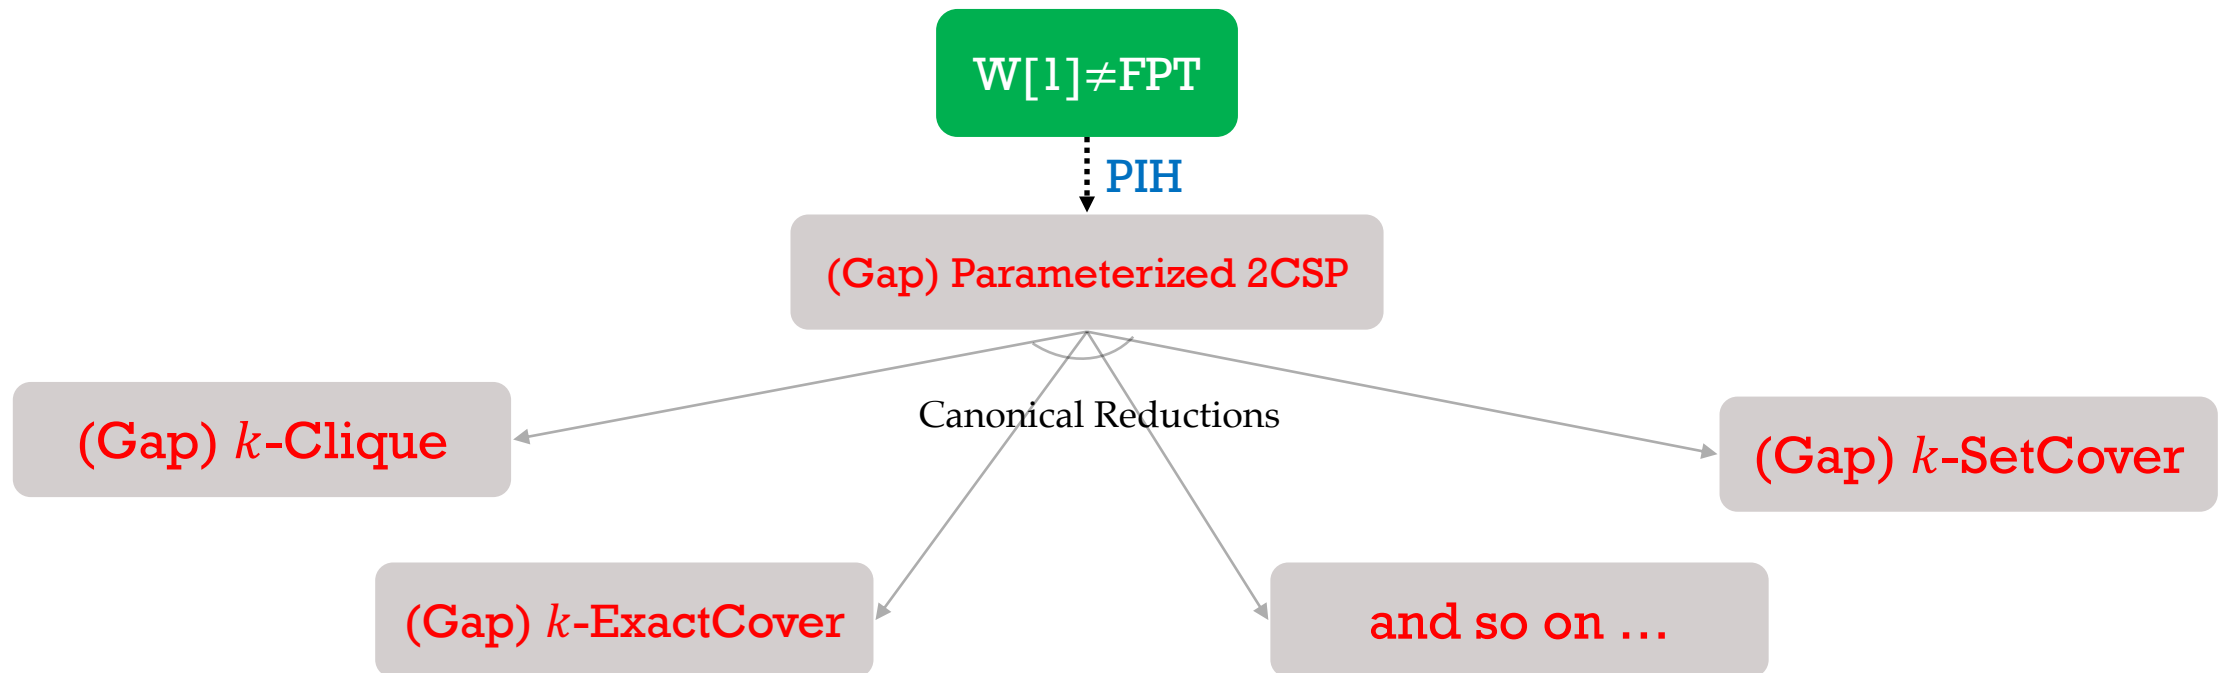 W[1]≠FPT
PIH
(Gap) Parameterized 2CSP
Canonical Reductions
(Gap) k-Clique
(Gap) k-SetCover
(Gap) k-ExactCover
and so on ...